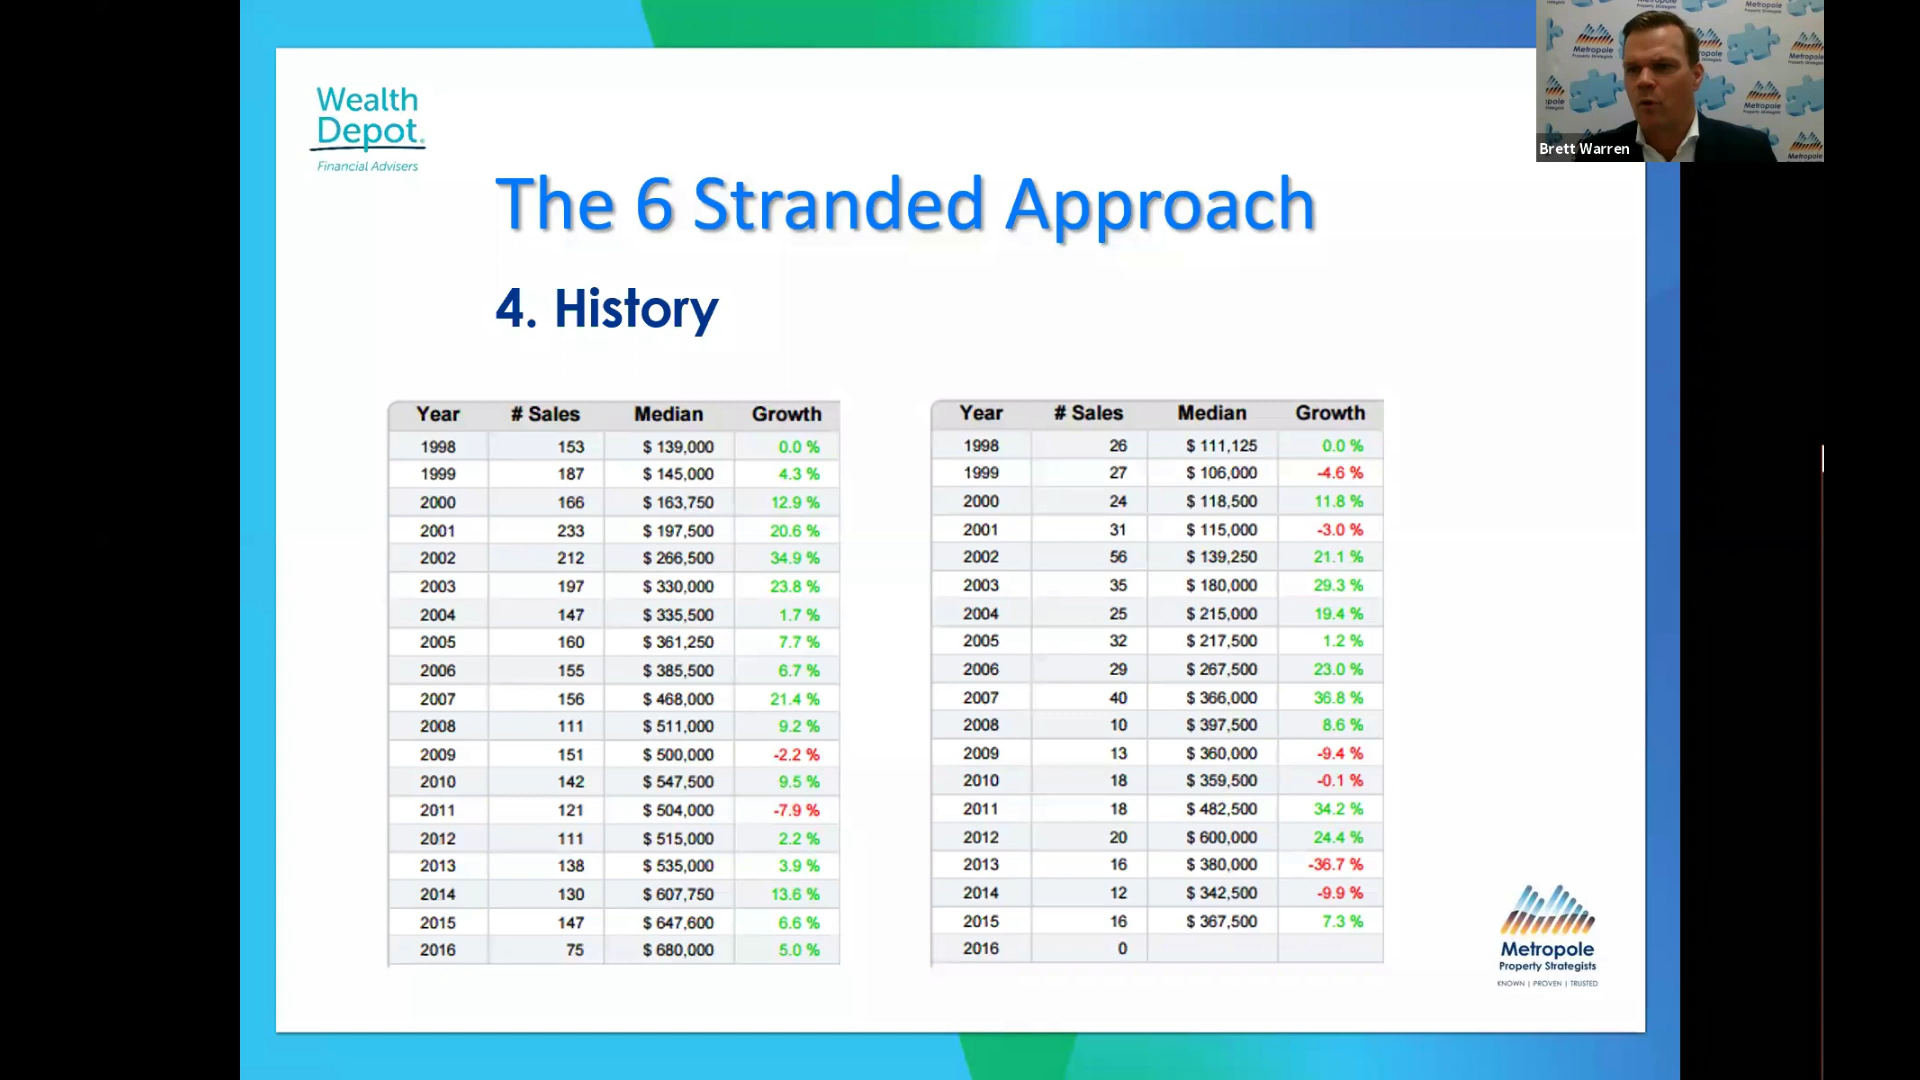 Wealth
Depot.
Financial Advisers
The 6 Stranded Approach
4. History
Year # Sales Median Growth
1998 153 $ 139,000 0.0 %
1999 187 $ 145,000 4.3 %
2000 166 $ 163,750 12.9 %
2001 233 $ 197,500 20.6 %
2002 212 $ 266,500 34.9 %
2003 197 $ 330,000 23.8 %
2004 147 $ 335,500 1.7 %
2005 160 $ 361,250 7.7 %
2006 155 $ 385,500 6.7 %
2007 156 $ 468,000 21.4 %
2008 111 $ 511,000 9.2 %
2009 151 $ 500,000 -2.2 %
2010 142 $ 547,500 9.5 %
2011 121 $ 504,000 -7.9 %
2012 111 $ 515,000 2.2 %
2013 138 $ 535,000 3.9 %
2014 130 $ 607,750 13.6 %
2015 147 $ 647,600 6.6 %
2016 75 $ 680,000 5.0 %
Year # Sales Median Growth
1998 26 $ 111,125 0.0 %
1999 27 $ 106,000 -4.6 %
2000 24 $ 118,500 11.8 %
2001 31 $ 115,000 -3.0 %
2002 56 $ 139,250 21.1 %
2003 35 $ 180,000 29.3 %
2004 25 $ 215,000 19.4 %
2005 32 $ 217,500 1.2 %
2006 29 $ 267,500 23.0 %
2007 40 $ 366,000 36.8 %
2008 10 $ 397,500 8.6 %
2009 13 $ 360,000 -9.4 %
2010 18 $ 359,500 -0.1 %
2011 18 $ 482,500 34.2 %
2012 20 $ 600,000 24.4 %
2013 16 $ 380,000 -36.7 %
2014 12 $ 342,500 -9.9 %
2015 16 $ 367,500 7.3 %
2016 0
Metropole
Property Strategists
KNOWN | PROVEN | TRUSTED
Metropole
Property Strategists
Metropole
Metropole
Metropole
Brett Warren